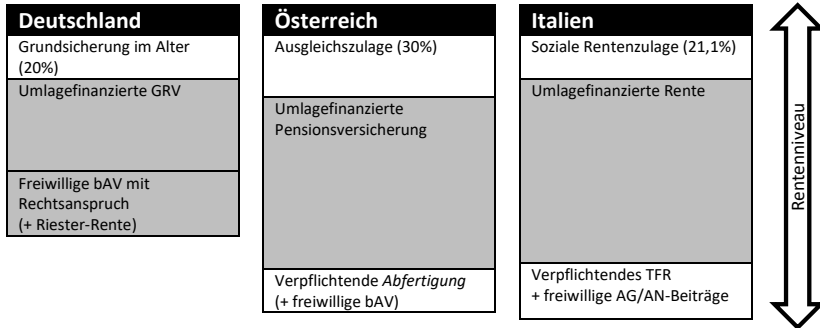 Deutschland
Grundsicherung im Alter
(20%)
Umlagefinanzierte GRV
Freiwillige bAV mit
Rechtsanspruch
(+ Riester-Rente)
Österreich
Ausgleichszulage (30%)
Umlagefinanzierte
Pensionsversicherung
Verpflichtende Abfertigung
(+ freiwillige bAV)
Italien
Soziale Rentenzulage (21,1%)
Umlagefinanzierte Rente
Verpflichtendes TFR
+ freiwillige AG/AN-Beiträge
Rentenniveau